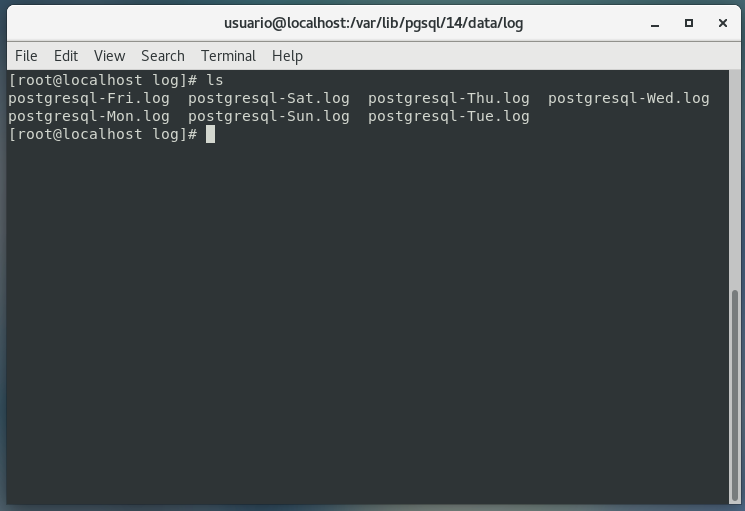 usuario@localhost:/var/lib/pgsql/14/data/log
File Edit View Search Terminal Help
[root@localhost log]# ls
postgresql-Fri.log postgresql-Sat.log postgresql-Thu.log postgresql-Wed.log
postgresql-Mon.log postgresql-Sun.log postgresql-Tue.log
[root@localhost log]#